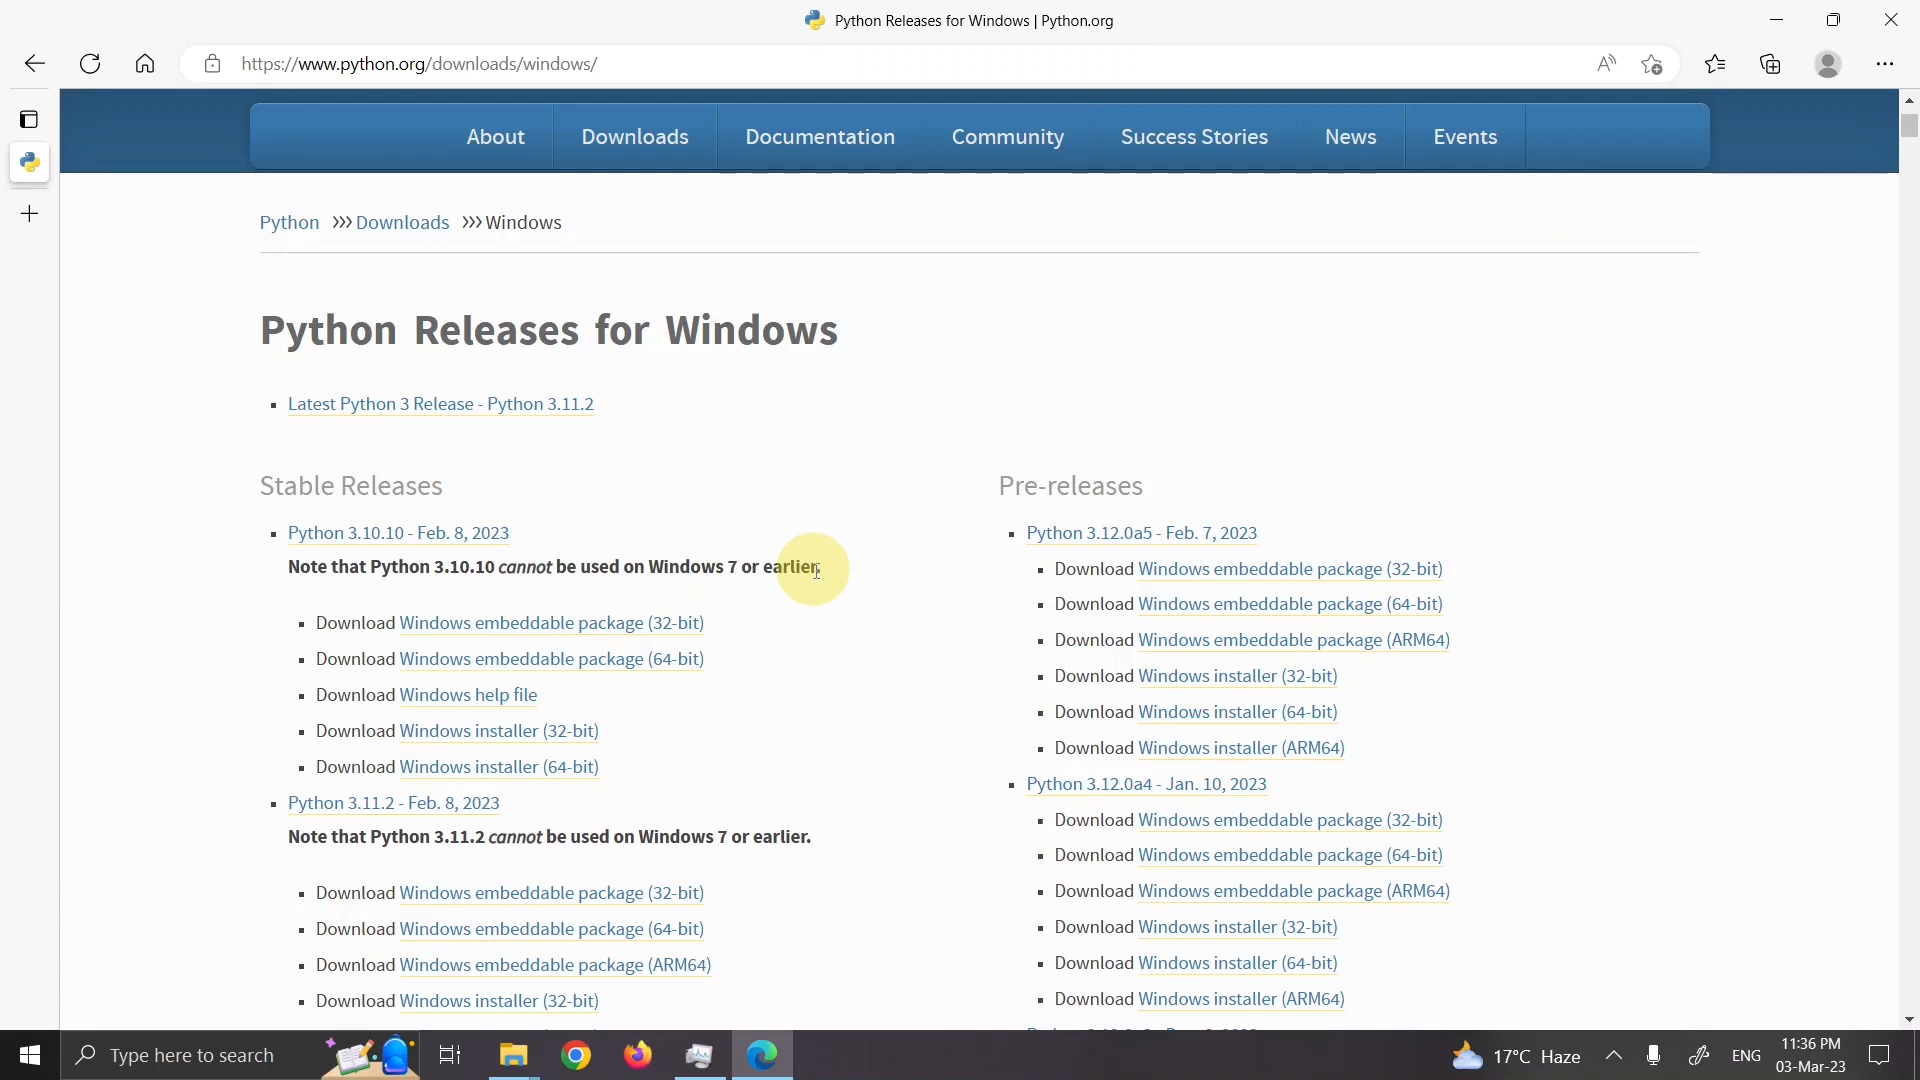 Python Releases for Windows | Python.org
https://www.python.org/downloads/windows/
About Downloads Documentation Community Success Stories News Events
Python >>> Downloads >>> Windows
Python Releases for Windows
Latest Python 3 Release - Python 3.11.2
Stable Releases
Python 3.10.10 - Feb. 8, 2023
Note that Python 3.10.10 cannot be used on Windows 7 or earlier.
Download Windows embeddable package (32-bit)
Download Windows embeddable package (64-bit)
Download Windows help file
Download Windows installer (32-bit)
Download Windows installer (64-bit)
Python 3.11.2 - Feb. 8, 2023
Note that Python 3.11.2 cannot be used on Windows 7 or earlier.
Download Windows embeddable package (32-bit)
Download Windows embeddable package (64-bit)
Download Windows embeddable package (ARM64)
Download Windows installer (32-bit)
Pre-releases
Python 3.12.0a5 - Feb. 7, 2023
Download Windows embeddable package (32-bit)
Download Windows embeddable package (64-bit)
Download Windows embeddable package (ARM64)
Download Windows installer (32-bit)
Download Windows installer (64-bit)
Download Windows installer (ARM64)
Python 3.12.0a4 - Jan. 10, 2023
Download Windows embeddable package (32-bit)
Download Windows embeddable package (64-bit)
Download Windows embeddable package (ARM64)
Download Windows installer (32-bit)
Download Windows installer (64-bit)
Download Windows installer (ARM64)
Type here to search
17°C Haze
ENG
11:36 PM
03-Mar-23